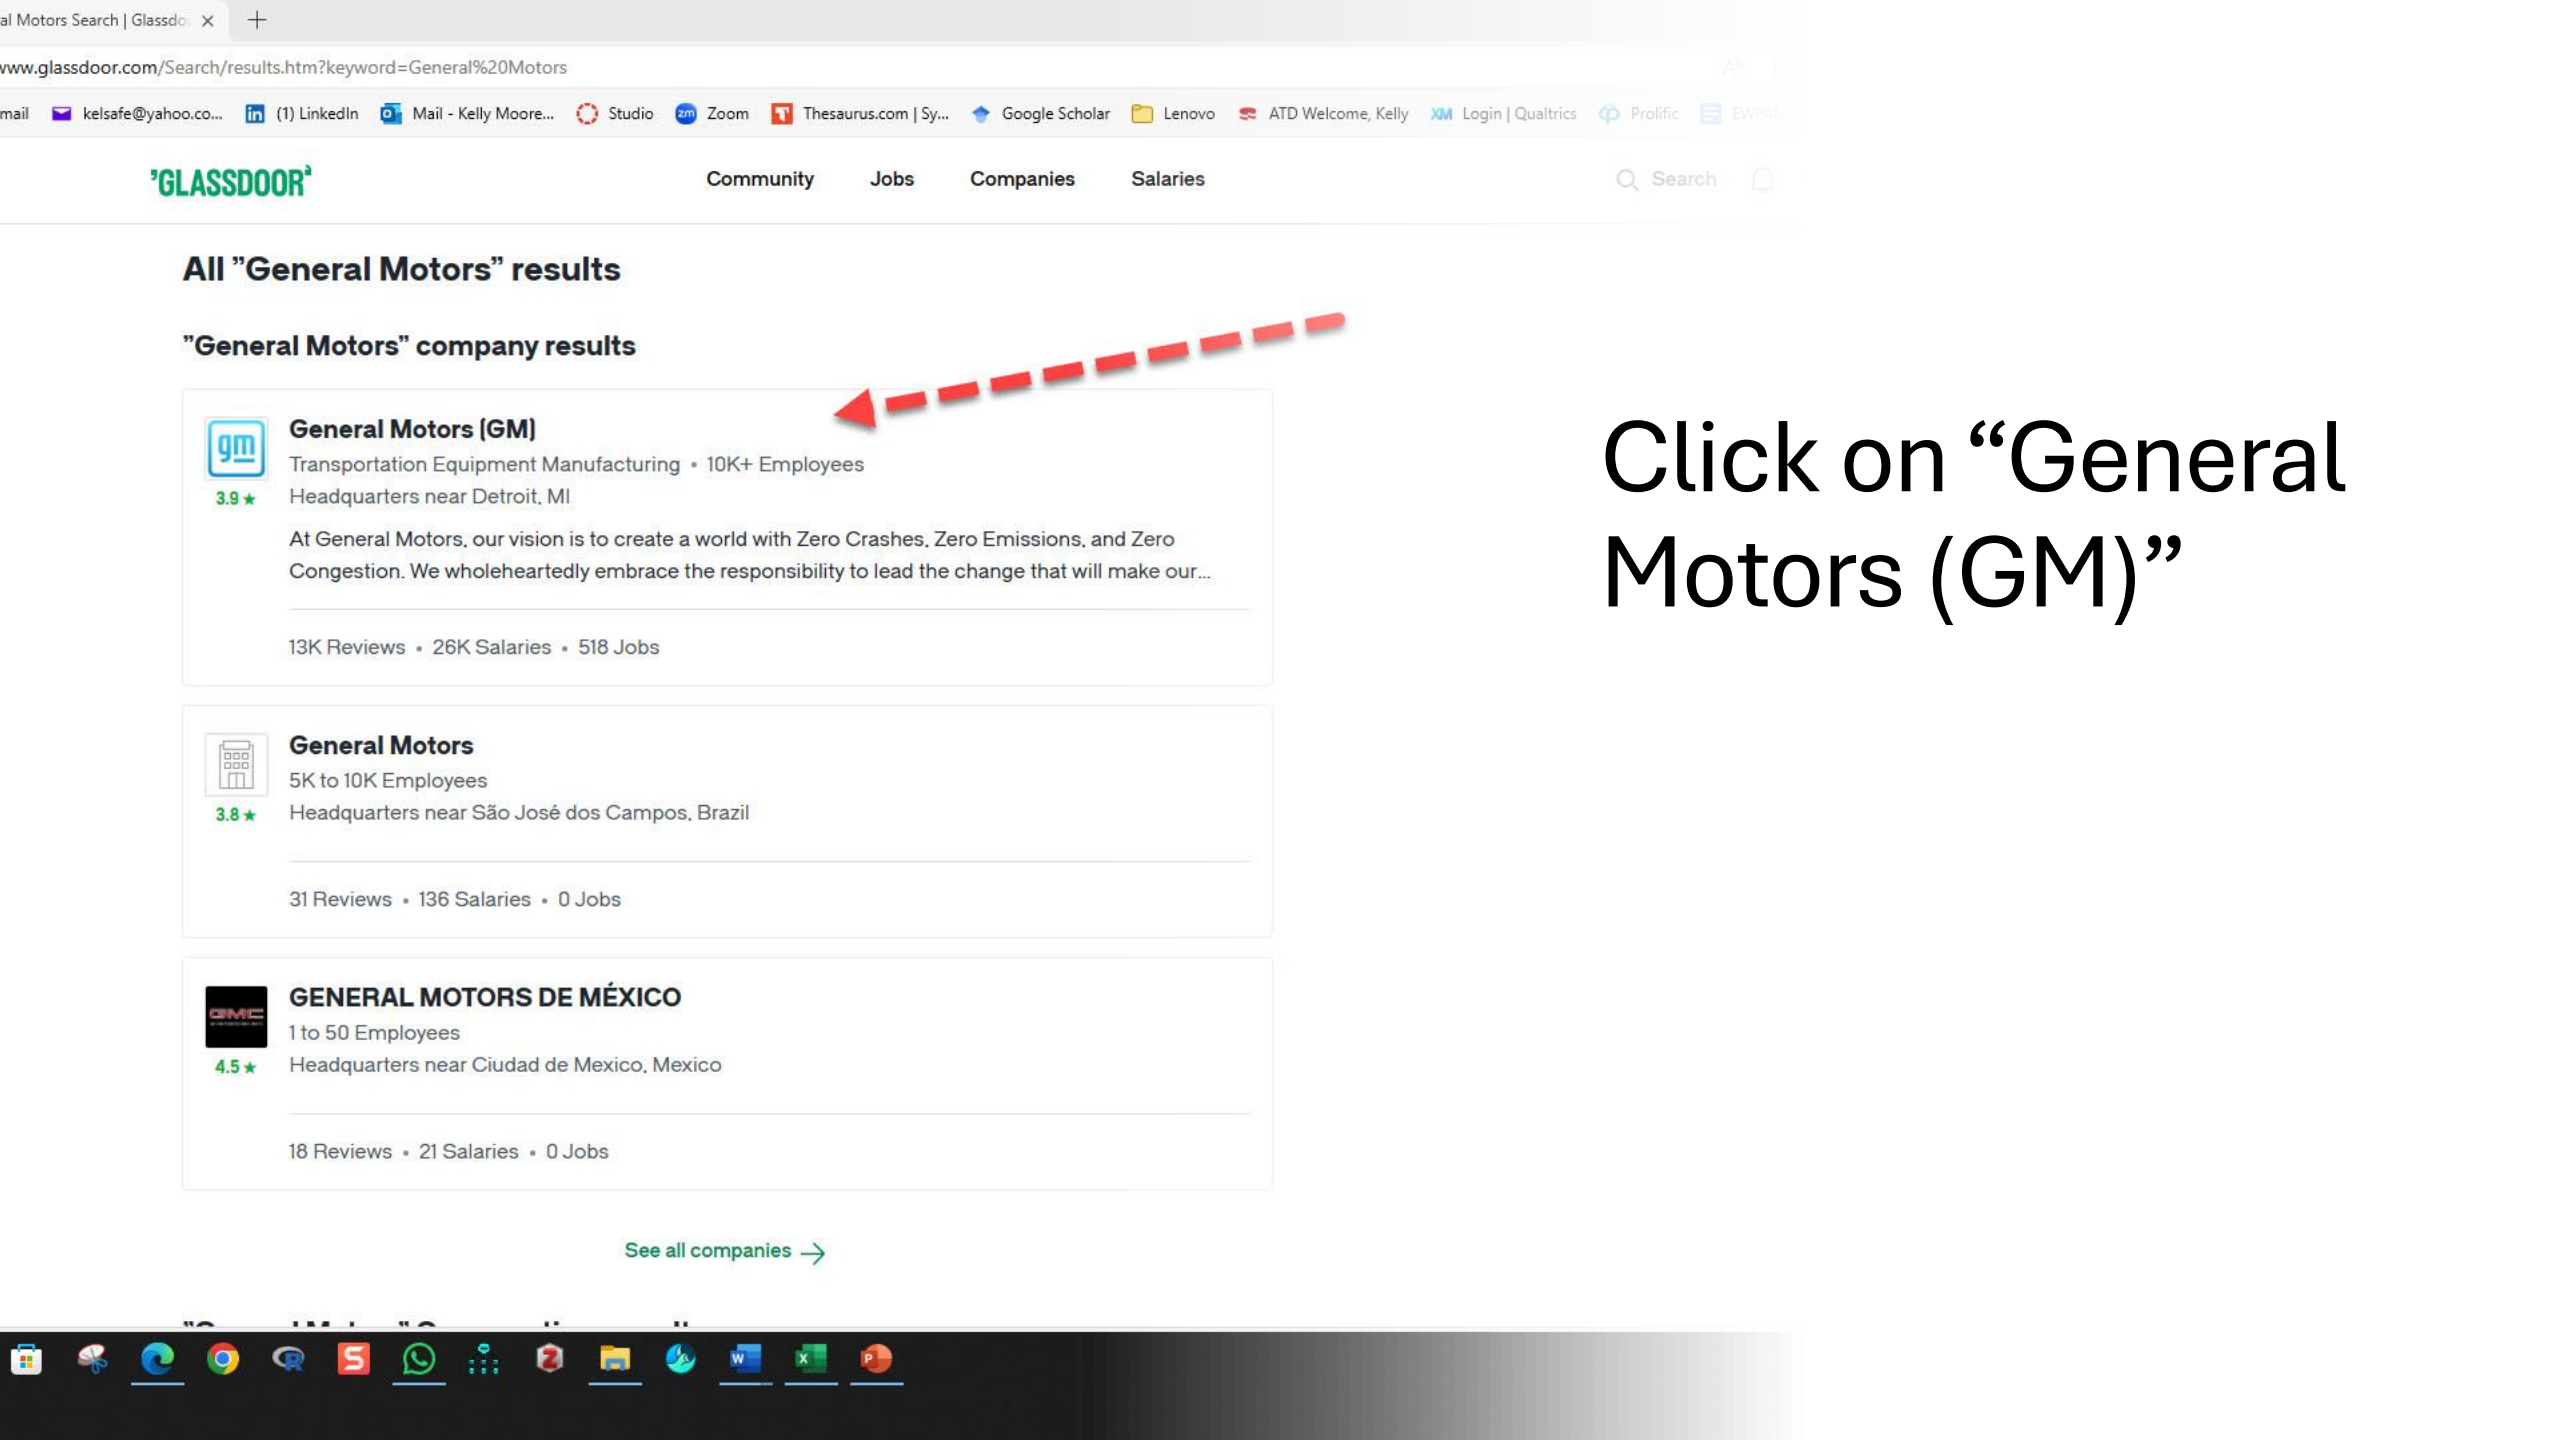 al Motors Search | Glassdo
www.glassdoor.com/Search/results.htm?keyword=General%20Motors
mail kelsafe@yahoo.co... (1) LinkedIn Mail - Kelly Moore... Studio Zoom Thesaurus.com | Sy... Google Scholar Lenovo ATD Welcome, Kelly Login | Qualtrics Prolific
"GLASSDOOR" Community Jobs Companies Salaries Search
All ”General Motors” results
”General Motors” company results
gm General Motors (GM)
Transportation Equipment Manufacturing • 10K+ Employees
3.9 ★ Headquarters near Detroit, MI
At General Motors, our vision is to create a world with Zero Crashes, Zero Emissions, and Zero
Congestion. We wholeheartedly embrace the responsibility to lead the change that will make our...
13K Reviews • 26K Salaries • 518 Jobs
General Motors
5K to 10K Employees
3.8 ★ Headquarters near São José dos Campos, Brazil
31 Reviews • 136 Salaries • 0 Jobs
GENERAL MOTORS DE MÉXICO
GMC
1 to 50 Employees
4.5 ★ Headquarters near Ciudad de Mexico, Mexico
18 Reviews • 21 Salaries • 0 Jobs
See all companies →
Click on “General
Motors (GM)”